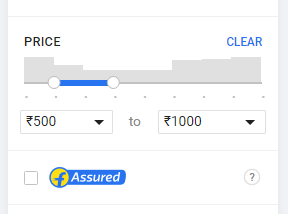 PRICE CLEAR
₹500 to ₹1000
f Assured ?